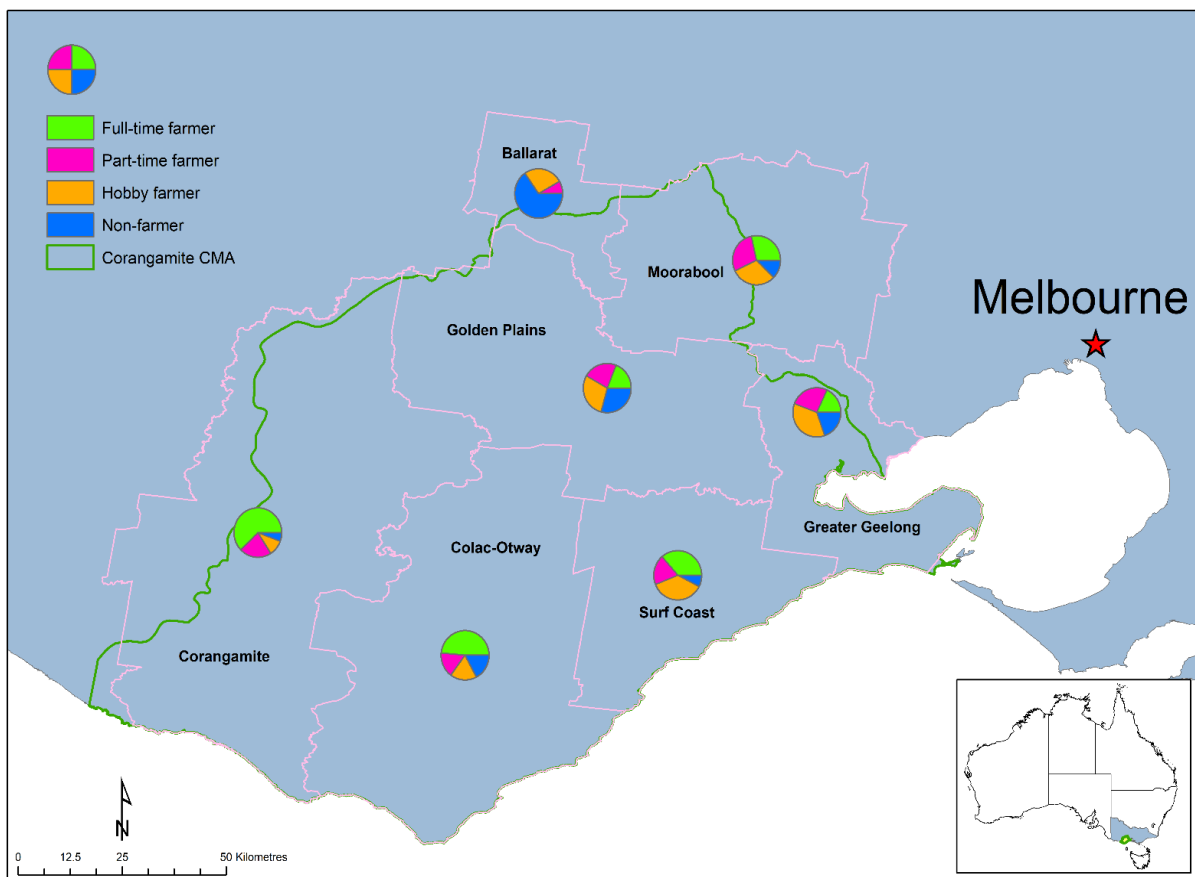 Full-time farmer
Part-time farmer
Hobby farmer
Non-farmer
Corangamite CMA
Ballarat
Moorabool
Melbourne
Golden Plains
Greater Geelong
Colac-Otway
Surf Coast
Corangamite
N
0 12.5 25 50 Kilometres